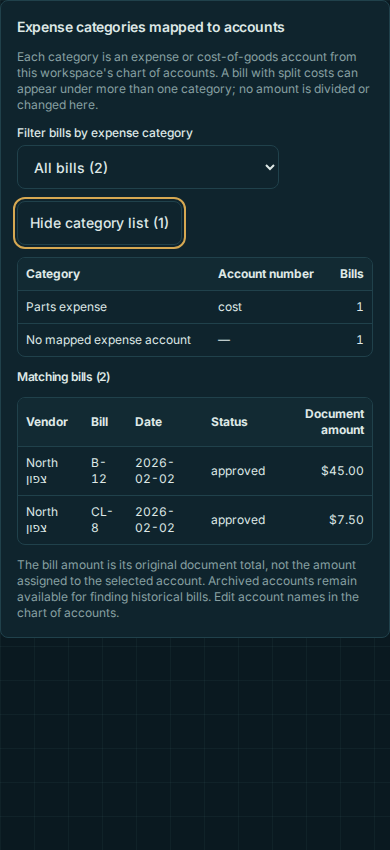 Expense categories mapped to accounts
Each category is an expense or cost-of-goods account from
this workspace's chart of accounts. A bill with split costs can
appear under more than one category; no amount is divided or
changed here.
Filter bills by expense category
All bills (2)
Hide category list (1)
Category Account number Bills
Parts expense cost 1
No mapped expense account — 1
Matching bills (2)
Vendor Bill Date Status Document
amount
North B- 2026- approved $45.00
צפון 12 02-02
North CL- 2026- approved $7.50
צפון 8 02-02
The bill amount is its original document total, not the amount
assigned to the selected account. Archived accounts remain
available for finding historical bills. Edit account names in the
chart of accounts.